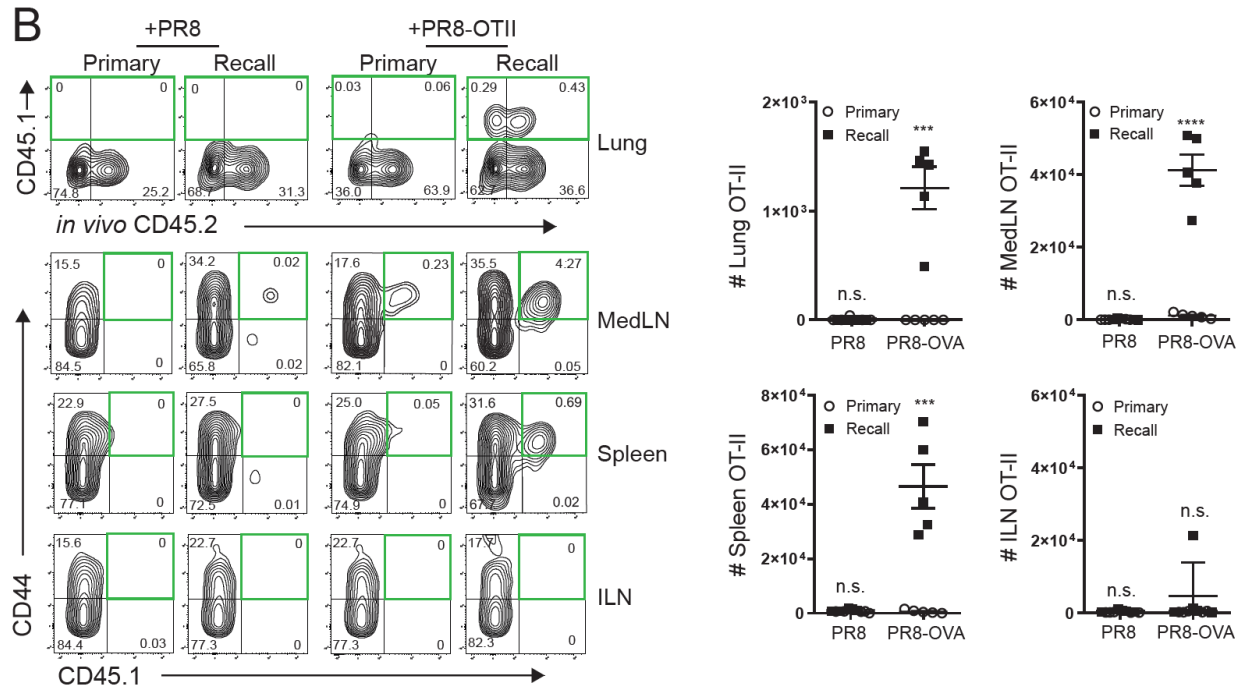 B
+PR8 +PR8-OTII
Primary Recall Primary Recall
CD45.1
0 0 0 0 0.03 0.06 0.29 0.43
Lung
74.8 25.2 68.7 31.3 36.0 63.9 62.7 36.6
in vivo CD45.2
15.5 0 34.2 0.02 17.6 0.23 35.5 4.27
MedLN
84.5 0 65.8 0.02 82.1 0 60.2 0.05
22.9 0 27.5 0 25.0 0.05 31.6 0.69
Spleen
77.1 0 72.5 0.01 74.9 0 67.7 0.02
15.6 0 22.7 0 22.7 0 17.7 0
ILN
84.4 0.03 77.3 0 77.3 0 82.3 0
CD44
CD45.1
# Lung OT-II
2×10³
1×10³
0
Primary
Recall
***
n.s.
PR8 PR8-OVA
# MedLN OT-II
6×10⁴
4×10⁴
2×10⁴
0
Primary
Recall
****
n.s.
PR8 PR8-OVA
# Spleen OT-II
8×10⁴
6×10⁴
4×10⁴
2×10⁴
0
Primary
Recall
***
n.s.
PR8 PR8-OVA
# ILN OT-II
6×10⁴
4×10⁴
2×10⁴
0
Primary
Recall
n.s.
n.s.
PR8 PR8-OVA